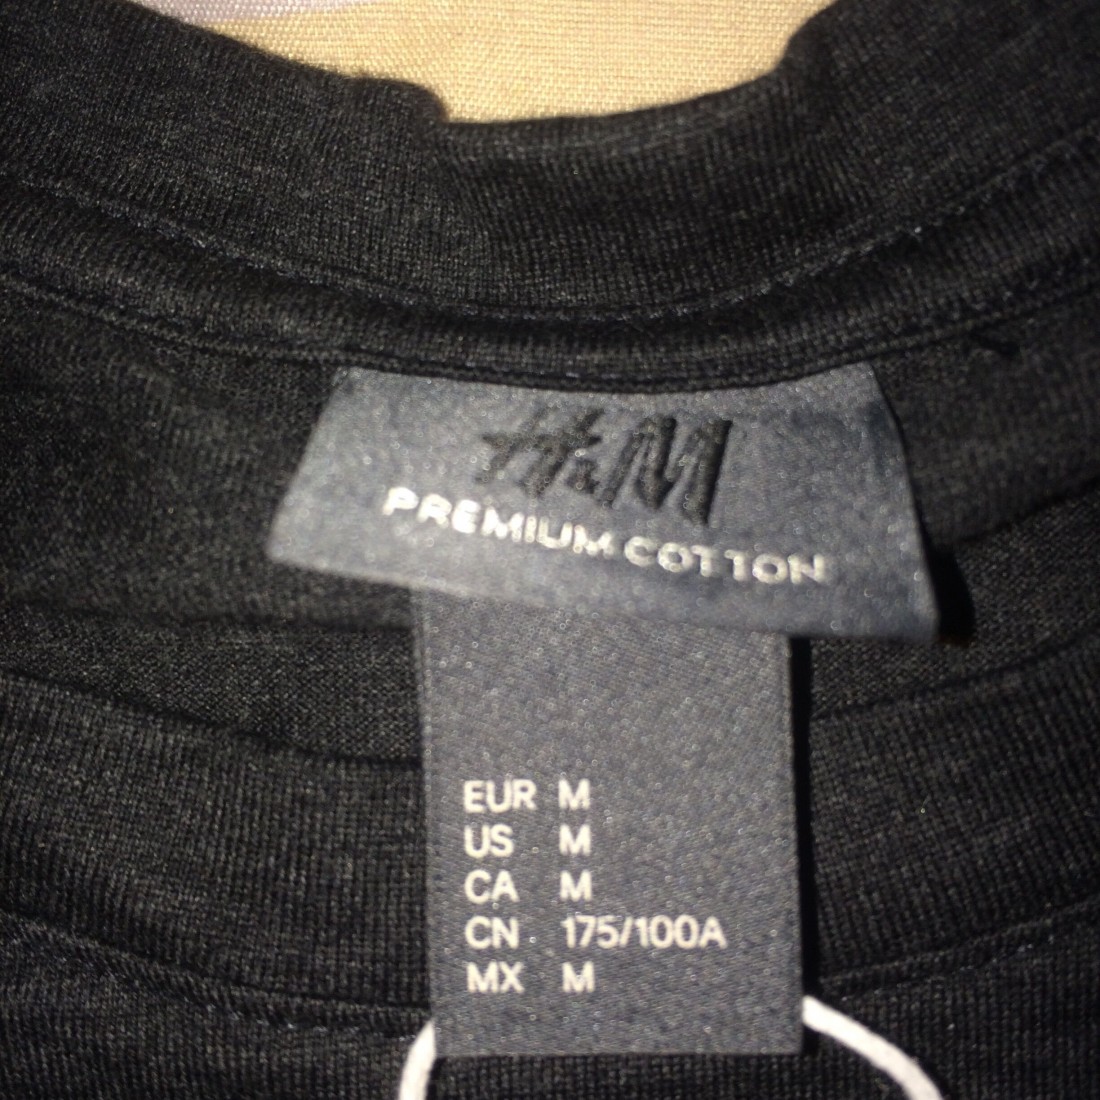 H&M
PREMIUM COTTON
EUR M
US M
CA M
CN 175/100A
MX M